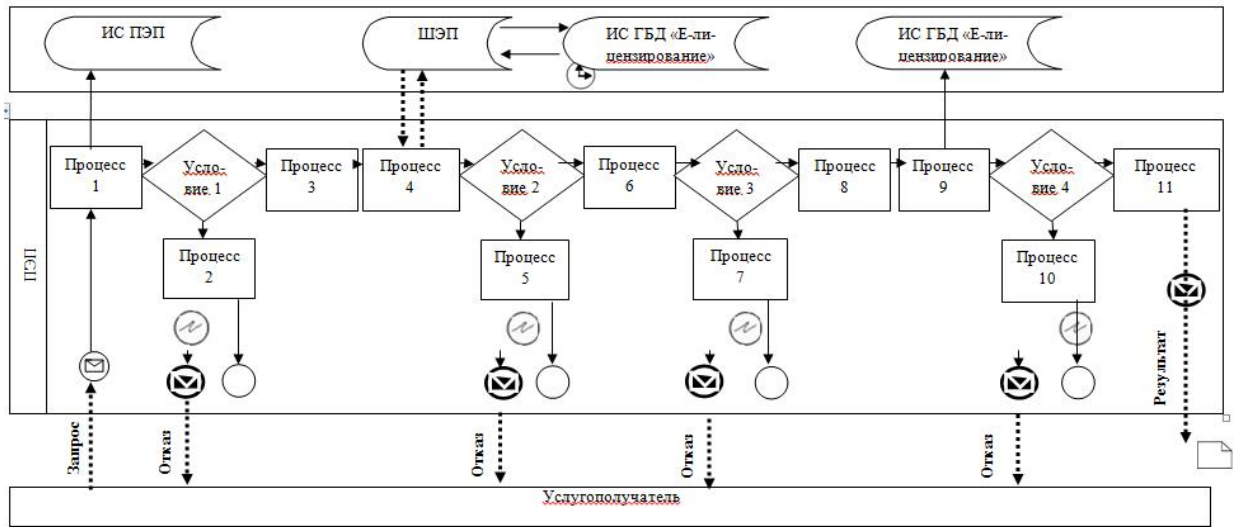 ИС ПЭП
ШЭП
ИС ГБД «Е-ли-
цензирование»
ИС ГБД «Е-ли-
цензирование»
ПЭП
Процесс
1
Усло-
вие 1
Процесс
3
Процесс
4
Усло-
вие 2
Процесс
6
Усло-
вие 3
Процесс
8
Процесс
9
Усло-
вие 4
Процесс
11
Процесс
2
Процесс
5
Процесс
7
Процесс
10
Запрос
Отказ
Отказ
Отказ
Отказ
Результат
Услугополучатель